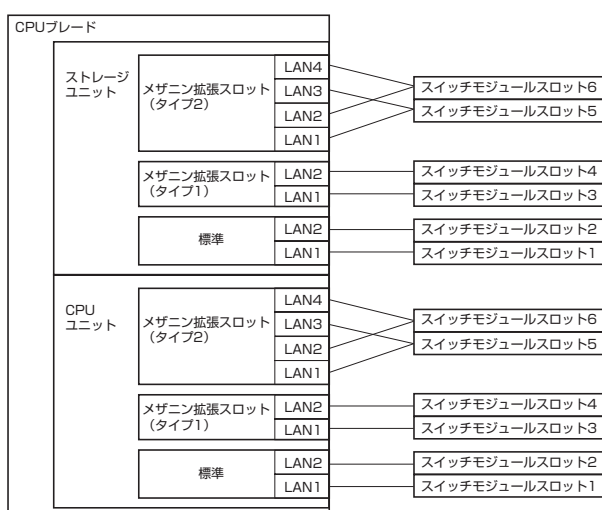 CPUブレード
ストレージ
ユニット
メザニン拡張スロット
（タイプ2）
LAN4
LAN3
LAN2
LAN1
スイッチモジュールスロット6
スイッチモジュールスロット5
メザニン拡張スロット
（タイプ1）
LAN2
LAN1
スイッチモジュールスロット4
スイッチモジュールスロット3
標準
LAN2
LAN1
スイッチモジュールスロット2
スイッチモジュールスロット1
CPU
ユニット
メザニン拡張スロット
（タイプ2）
LAN4
LAN3
LAN2
LAN1
スイッチモジュールスロット6
スイッチモジュールスロット5
メザニン拡張スロット
（タイプ1）
LAN2
LAN1
スイッチモジュールスロット4
スイッチモジュールスロット3
標準
LAN2
LAN1
スイッチモジュールスロット2
スイッチモジュールスロット1